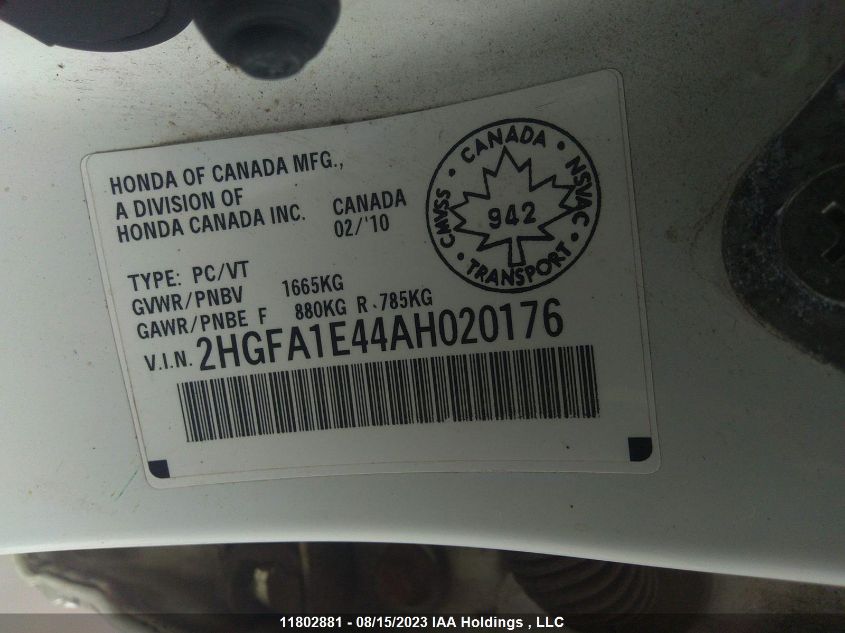 HONDA OF CANADA MFG.,
A DIVISION OF
HONDA CANADA INC. CANADA
02/'10
CANADA · NSVAC · TRANSPORT · CMVSS ·
942
TYPE: PC/VT
GVWR/PNBV 1665KG
GAWR/PNBE F 880KG R 785KG
V.I.N. 2HGFA1E44AH020176
11802881 - 08/15/2023 IAA Holdings , LLC